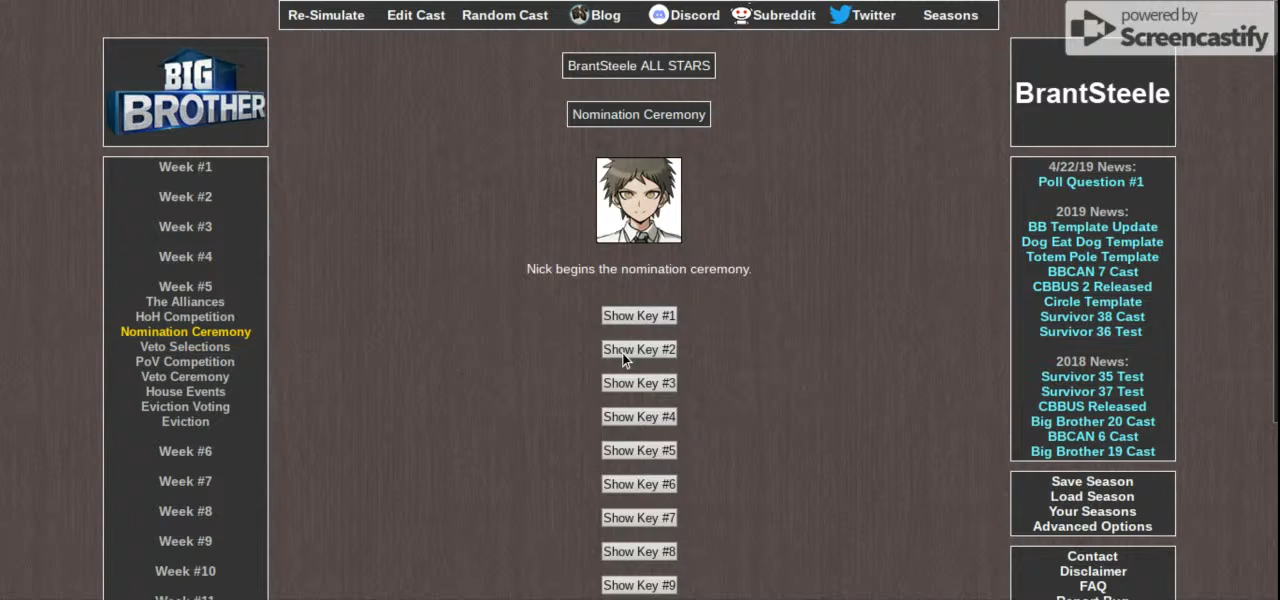 Re-Simulate Edit Cast Random Cast Blog Discord Subreddit Twitter Seasons
powered by
Screencastify
BIG
BROTHER
Week #1
Week #2
Week #3
Week #4
Week #5
The Alliances
HoH Competition
Nomination Ceremony
PoV Selections
PoV Competition
Veto Ceremony
House Events
Eviction Voting
Eviction
Week #6
Week #7
Week #8
Week #9
Week #10
Week #11
BrantSteele ALL STARS
Nomination Ceremony
Nick begins the nomination ceremony.
Show Key #1
Show Key #2
Show Key #3
Show Key #4
Show Key #5
Show Key #6
Show Key #7
Show Key #8
Show Key #9
BrantSteele
4/22/19 News:
Poll Question #1
2019 News:
BB Template Update
Dog Eat Dog Template
Totem Pole Template
BBCAN 7 Cast
CBBUS 2 Released
Circle Template
Survivor 38 Cast
Survivor 36 Test
2018 News:
Survivor 35 Test
Survivor 37 Test
CBBUS Released
Big Brother 20 Cast
BBCAN 6 Cast
Big Brother 19 Cast
Save Season
Load Season
Your Seasons
Advanced Options
Contact
Disclaimer
FAQ
Report Bug